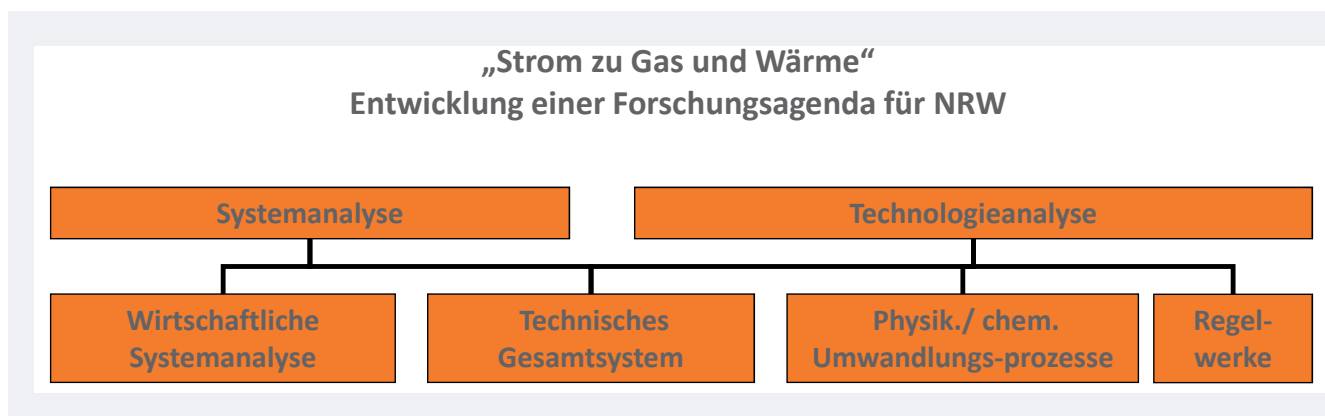 „Strom zu Gas und Wärme“
Entwicklung einer Forschungsagenda für NRW
Systemanalyse
Technologieanalyse
Wirtschaftliche
Systemanalyse
Technisches
Gesamtsystem
Physik./ chem.
Umwandlungs-prozesse
Regel-
werke